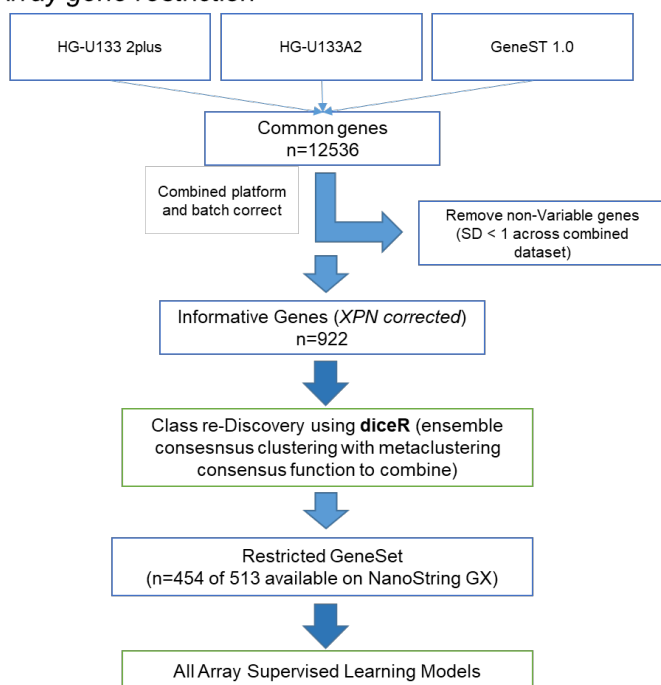 Array gene restriction
HG-U133 2plus
HG-U133A2
GeneST 1.0
Common genes
n=12536
Combined platform
and batch correct
Remove non-Variable genes
(SD < 1 across combined
dataset)
Informative Genes (XPN corrected)
n=922
Class re-Discovery using diceR (ensemble
consesnsus clustering with metaclustering
consensus function to combine)
Restricted GeneSet
(n=454 of 513 available on NanoString GX)
All Array Supervised Learning Models